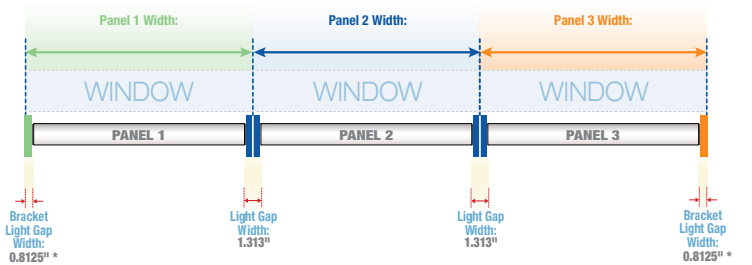 Panel 1 Width:
Panel 2 Width:
Panel 3 Width:
WINDOW
WINDOW
WINDOW
PANEL 1
PANEL 2
PANEL 3
Bracket
Light Gap
Width:
0.8125" *
Light Gap
Width:
1.313"
Light Gap
Width:
1.313"
Bracket
Light Gap
Width:
0.8125" *